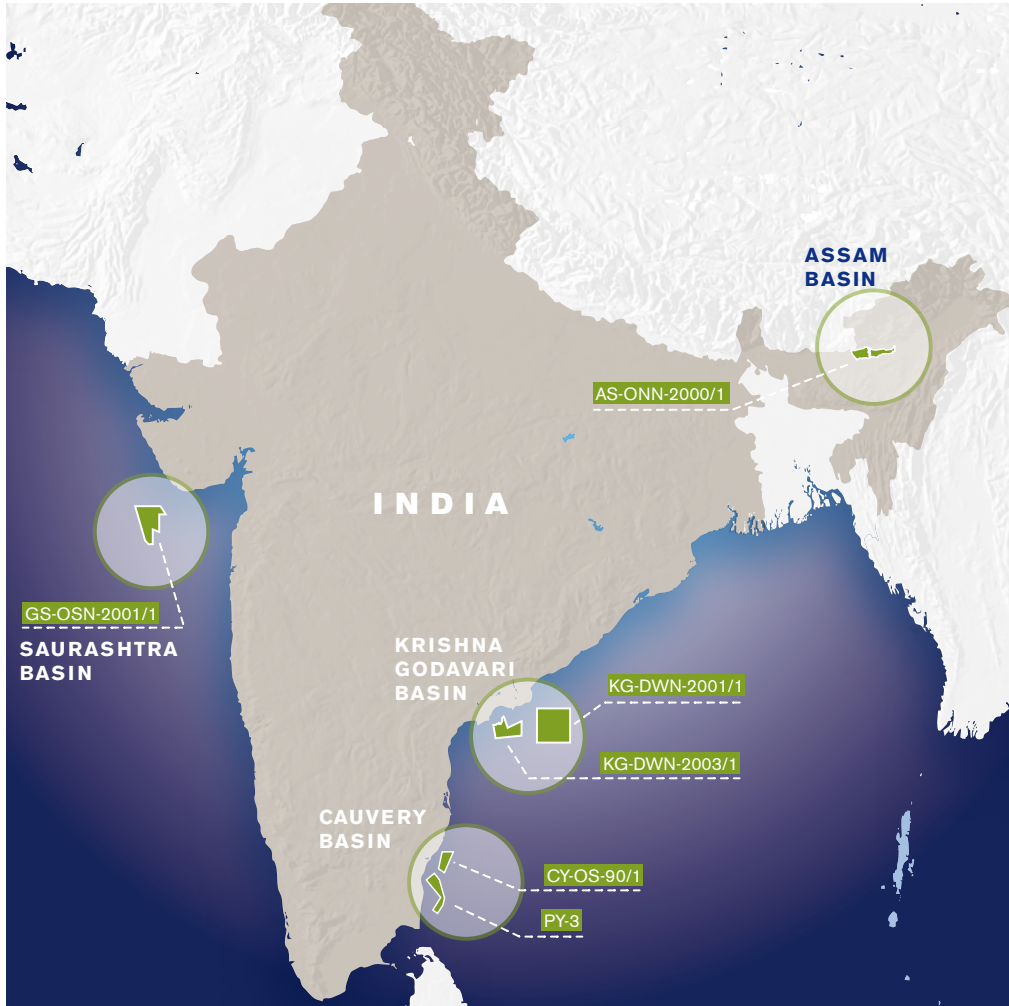 ASSAM
BASIN
AS-ONN-2000/1
INDIA
GS-OSN-2001/1
SAURASHTRA
BASIN
KRISHNA
GODAVARI
BASIN
KG-DWN-2001/1
KG-DWN-2003/1
CAUVERY
BASIN
CY-OS-90/1
PY-3